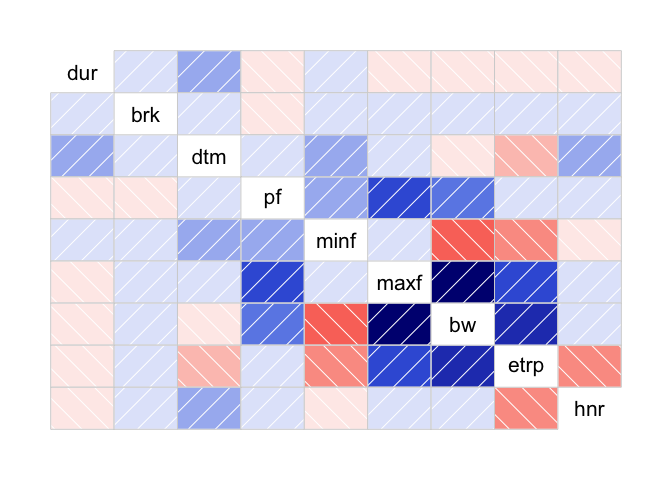 dur
brk
dtm
pf
minf
maxf
bw
etrp
hnr